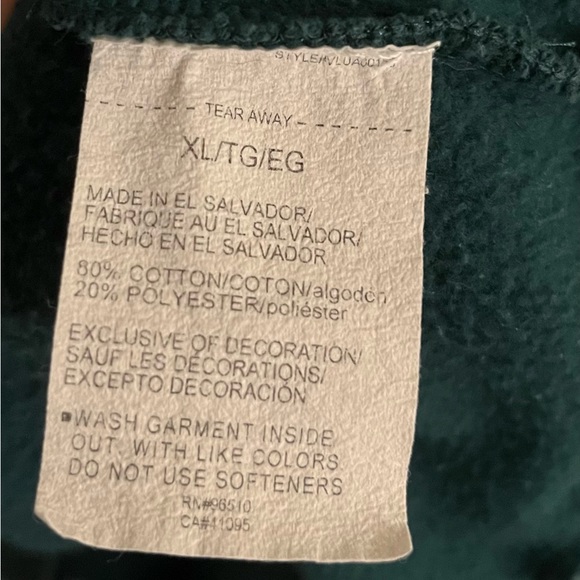 TEAR AWAY
XL/TG/EG
MADE IN EL SALVADOR/
FABRIQUÉ AU EL SALVADOR/
HECHO EN EL SALVADOR
80% COTTON/COTON/algodón
20% POLYESTER/poliéster
EXCLUSIVE OF DECORATION/
SAUF LES DÉCORATIONS/
EXCEPTO DECORACIÓN
WASH GARMENT INSIDE
OUT, WITH LIKE COLORS
DO NOT USE SOFTENERS
RN#96510
CA#41095